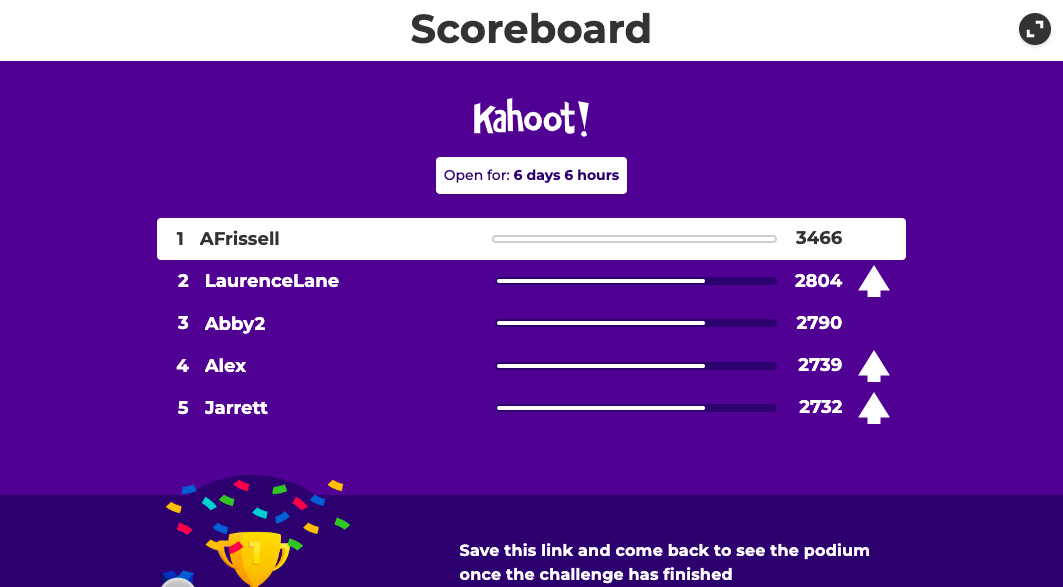 Scoreboard
Kahoot!
Open for: 6 days 6 hours
1 AFrissell 3466
2 LaurenceLane 2804
3 Abby2 2790
4 Alex 2739
5 Jarrett 2732
1
Save this link and come back to see the podium
once the challenge has finished